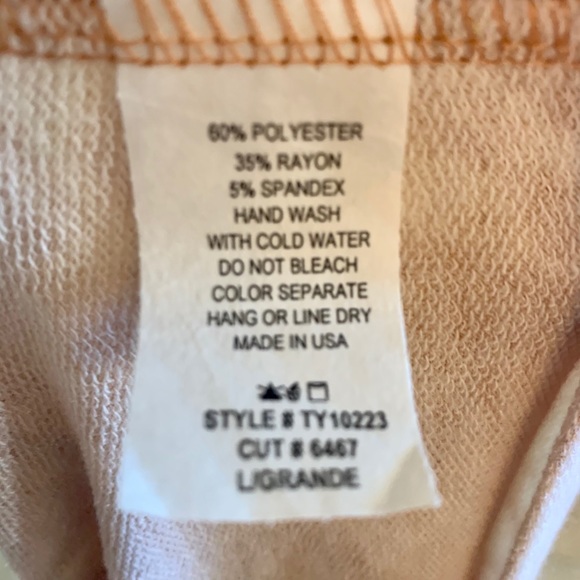 60% POLYESTER
35% RAYON
5% SPANDEX
HAND WASH
WITH COLD WATER
DO NOT BLEACH
COLOR SEPARATE
HANG OR LINE DRY
MADE IN USA
STYLE # TY10223
CUT # 6467
L/GRANDE